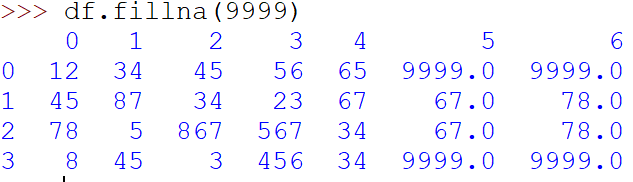 >>> df.fillna(9999)
0 1 2 3 4 5 6
0 12 34 45 56 65 9999.0 9999.0
1 45 87 34 23 67 67.0 78.0
2 78 5 867 567 34 67.0 78.0
3 8 45 3 456 34 9999.0 9999.0